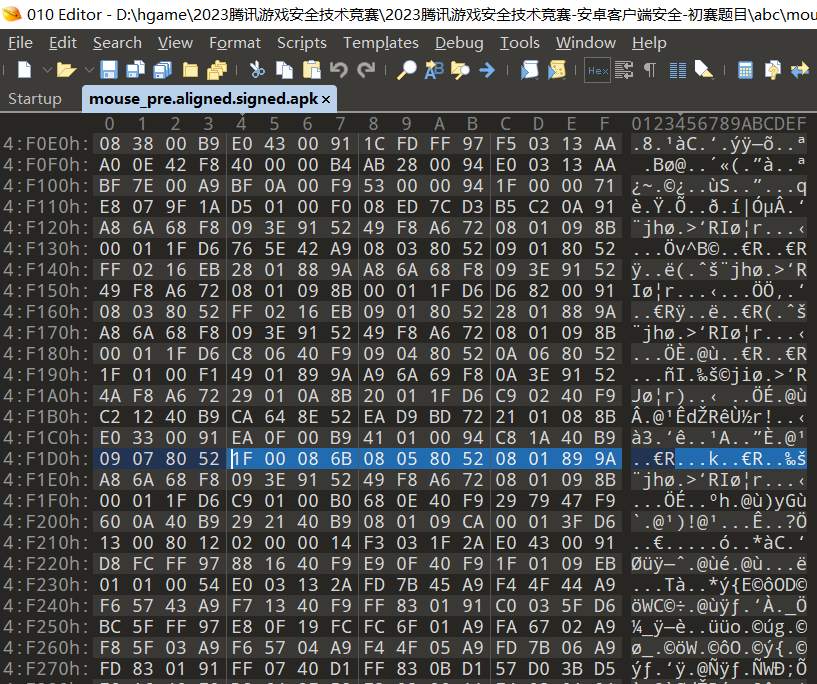 010 Editor - D:\hgame\2023腾讯游戏安全技术竞赛\2023腾讯游戏安全技术竞赛-安卓客户端安全-初赛题目\abc\mou
File Edit Search View Format Scripts Templates Debug Tools Window Help
Startup mouse_pre.aligned.signed.apk ×
0 1 2 3 4 5 6 7 8 9 A B C D E F 0123456789ABCDEF
4:F0E0h: 08 38 00 B9 E0 43 00 91 1C FD FF 97 F5 03 13 AA .8.¹àC.‘.ýÿ—õ..ª
4:F0F0h: A0 0E 42 F8 40 00 00 B4 AB 28 00 94 E0 03 13 AA .Bø@..´«(.”à..ª
4:F100h: BF 7E 00 A9 BF 0A 00 F9 53 00 00 94 1F 00 00 71 ¿~.©¿..ùS..”...q
4:F110h: E8 07 9F 1A D5 01 00 F0 08 ED 7C D3 B5 C2 0A 91 è.Ÿ.Õ..ð.í|ÓµÂ.‘
4:F120h: A8 6A 68 F8 09 3E 91 52 49 F8 A6 72 08 01 09 8B ¨jhø.>‘RIø¦r...‹
4:F130h: 00 01 1F D6 76 5E 42 A9 08 03 80 52 09 01 80 52 ...Öv^B©..€R..€R
4:F140h: FF 02 16 EB 28 01 88 9A A8 6A 68 F8 09 3E 91 52 ÿ..ë(.ˆš¨jhø.>‘R
4:F150h: 49 F8 A6 72 08 01 09 8B 00 01 1F D6 D6 82 00 91 Iø¦r...‹...ÖÖ‚.‘
4:F160h: 08 03 80 52 FF 02 16 EB 09 01 80 52 28 01 88 9A ..€Rÿ..ë..€R(.ˆš
4:F170h: A8 6A 68 F8 09 3E 91 52 49 F8 A6 72 08 01 09 8B ¨jhø.>‘RIø¦r...‹
4:F180h: 00 01 1F D6 C8 06 40 F9 09 04 80 52 0A 06 80 52 ...ÖÈ.@ù..€R..€R
4:F190h: 1F 01 00 F1 49 01 89 9A A9 6A 69 F8 0A 3E 91 52 ...ñI.‰š©jiø.>‘R
4:F1A0h: 4A F8 A6 72 29 01 0A 8B 20 01 1F D6 C9 02 40 F9 Jø¦r)..‹ ..ÖÉ.@ù
4:F1B0h: C2 12 40 B9 CA 64 8E 52 EA D9 BD 72 21 01 08 8B Â.@¹ÊdŽRêÙ½r!..‹
4:F1C0h: E0 33 00 91 EA 0F 00 B9 41 01 00 94 C8 1A 40 B9 à3.‘ê..¹A..”È.@¹
4:F1D0h: 09 07 80 52 1F 00 08 6B 08 05 80 52 08 01 89 9A ..€R...k..€R..‰š
4:F1E0h: A8 6A 68 F8 09 3E 91 52 49 F8 A6 72 08 01 09 8B ¨jhø.>‘RIø¦r...‹
4:F1F0h: 00 01 1F D6 C9 01 00 B0 68 0E 40 F9 29 79 47 F9 ...ÖÉ..°h.@ù)yGù
4:F200h: 60 0A 40 B9 29 21 40 B9 08 01 09 CA 00 01 3F D6 `.@¹)!@¹...Ê..?Ö
4:F210h: 13 00 80 12 02 00 00 14 F3 03 1F 2A E0 43 00 91 ..€.....ó..*àC.‘
4:F220h: D8 FC FF 97 88 16 40 F9 E9 0F 40 F9 1F 01 09 EB Øüÿ—ˆ.@ùé.@ù...ë
4:F230h: 01 01 00 54 E0 03 13 2A FD 7B 45 A9 F4 4F 44 A9 ...Tà..*ý{E©ôOD©
4:F240h: F6 57 43 A9 F7 13 40 F9 FF 83 01 91 C0 03 5F D6 öWC©÷.@ùÿƒ.‘À._Ö
4:F250h: BC 5F FF 97 E8 0F 19 FC FC 6F 01 A9 FA 67 02 A9 ¼_ÿ—è..üüo.©úg.©
4:F260h: F8 5F 03 A9 F6 57 04 A9 F4 4F 05 A9 FD 7B 06 A9 ø_.©öW.©ôO.©ý{.©
4:F270h: FD 83 01 91 FF 07 40 D1 FF 83 0B D1 57 D0 3B D5 ýƒ.‘ÿ.@Ñÿƒ.ÑWÐ;Õ